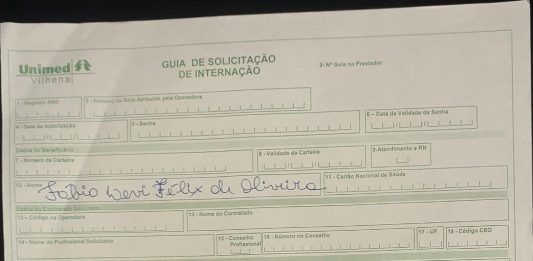 Unimed
Vilhena
GUIA DE SOLICITAÇÃO
DE INTERNAÇÃO
2- Nº Guia no Prestador
1 - Registro ANS
3 - Número da Guia Atribuído pela Operadora
4 - Data da Autorização
5 - Senha
6 - Data de Validade da Senha
Dados do Beneficiário
7 - Número da Carteira
8 - Validade da Carteira
9-Atendimento a RN
10 - Nome
Fábio Levi Félix de Oliveira
11 - Cartão Nacional de Saúde
Dados do Contratado Solicitante
12 - Código na Operadora
13 - Nome do Contratado
14 - Nome do Profissional Solicitante
15 - Conselho
Profissional
16 - Número no Conselho
17 - UF
18 - Código CBO